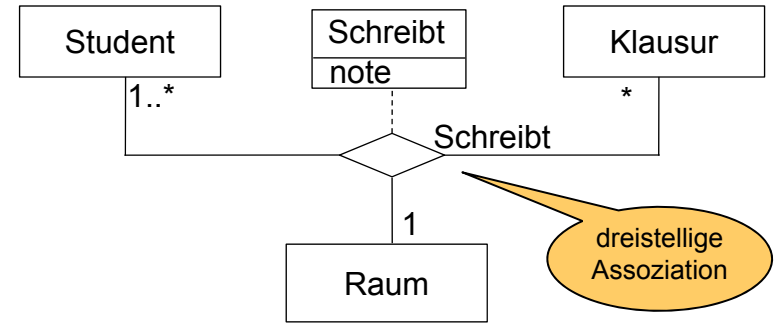 Student
Schreibt
Klausur
note
1..*
*
Schreibt
1
dreistellige
Assoziation
Raum